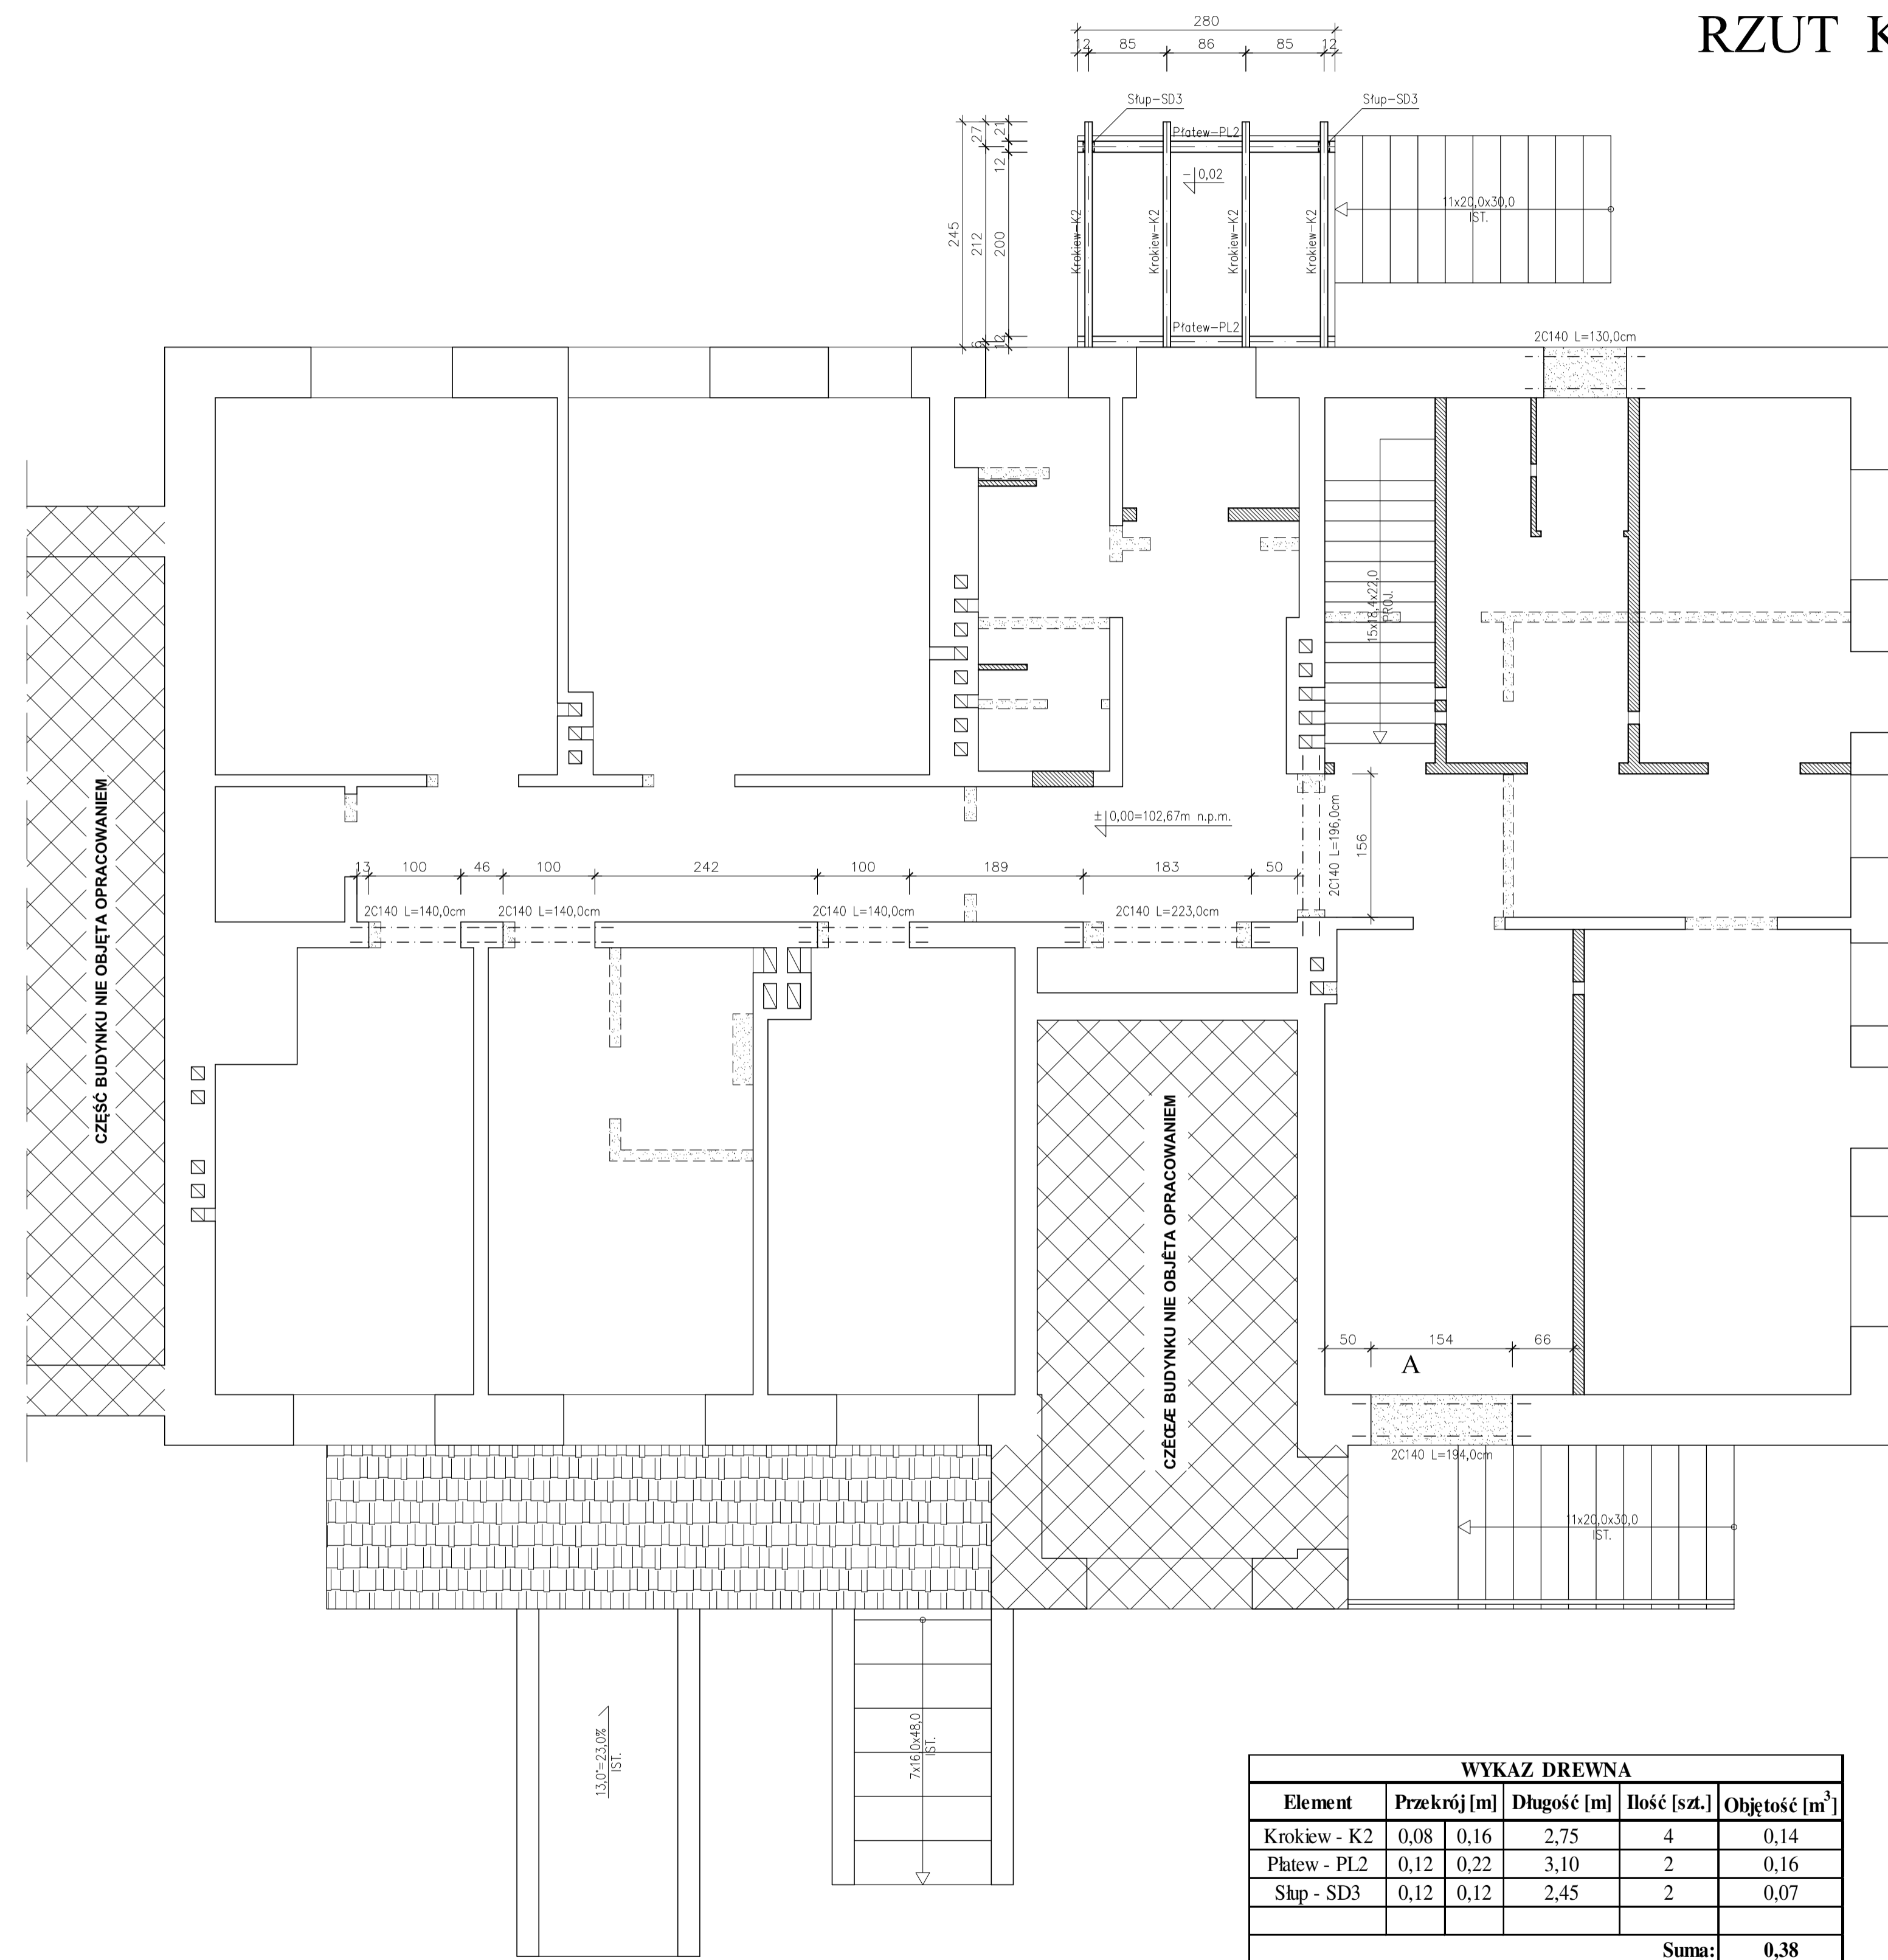 RZUT K
280
12 85 86 85 12
Słup-SD3 Słup-SD3
Płatew-PL2
-0,02
245
27
212
6
21
12
200
12
Krokiew-K2
Krokiew-K2
Krokiew-K2
Krokiew-K2
Płatew-PL2
11x20,0x30,0
IST.
2C140 L=130,0cm
15x18,4x22,0
PROJ.
CZĘŚĆ BUDYNKU NIE OBJĘTA OPRACOWANIEM
±0,00=102,67m n.p.m.
2C140 L=196,0cm
156
13 100 46 100 242 100 189 183 50
2C140 L=140,0cm 2C140 L=140,0cm 2C140 L=140,0cm 2C140 L=223,0cm
CZÊŒÆ BUDYNKU NIE OBJÊTA OPRACOWANIEM
50 154 66
A
2C140 L=194,0cm
11x20,0x30,0
IST.
13,0°=23,0%
IST.
7x16,0x48,0
IST.
WYKAZ DREWNA
Element Przekrój [m] Długość [m] Ilość [szt.] Objętość [m³]
Krokiew - K2 0,08 0,16 2,75 4 0,14
Płatew - PL2 0,12 0,22 3,10 2 0,16
Słup - SD3 0,12 0,12 2,45 2 0,07
Suma: 0,38